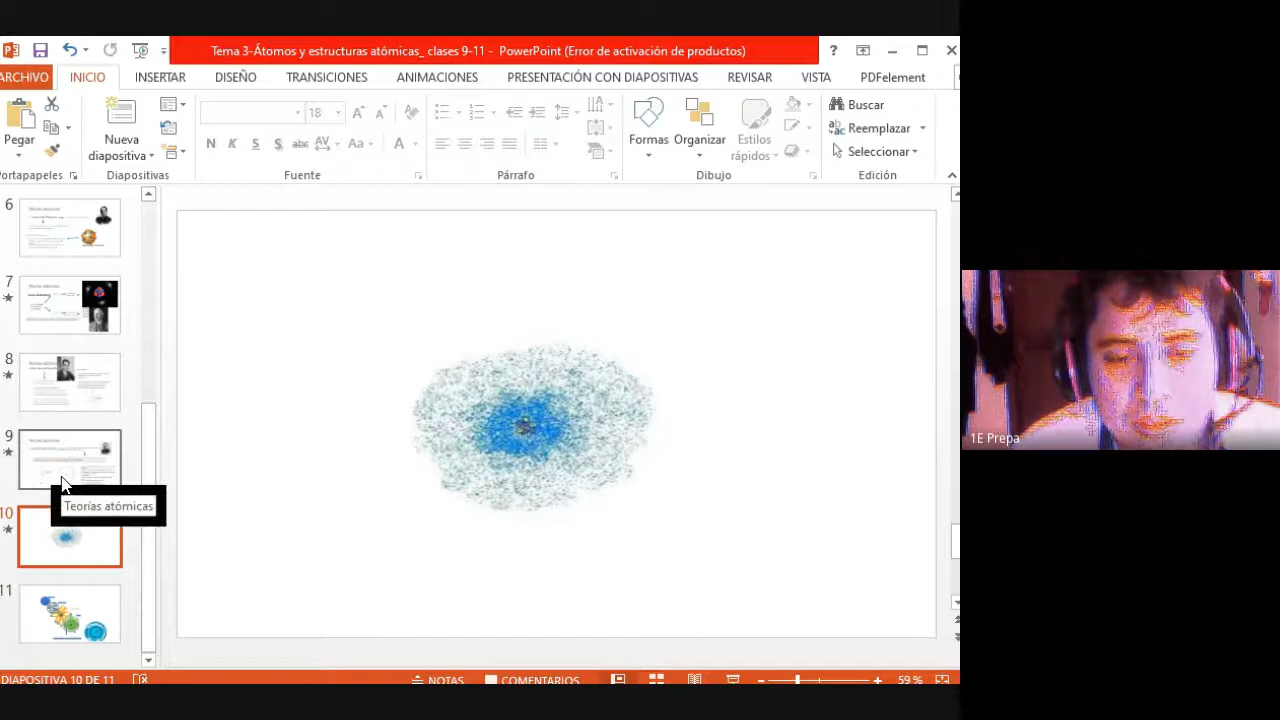 Tema 3-Átomos y estructuras atómicas_ clases 9-11 - PowerPoint (Error de activación de productos)
ARCHIVO INICIO INSERTAR DISEÑO TRANSICIONES ANIMACIONES PRESENTACIÓN CON DIAPOSITIVAS REVISAR VISTA PDFelement
Pegar
Nueva
diapositiva
18
N K S S abc AV Aa A
Formas
Organizar
Estilos
rápidos
Buscar
Reemplazar
Seleccionar
Portapapeles Diapositivas Fuente Párrafo Dibujo Edición
6
7
8
9
Teorías atómicas
10
11
1E Prepa
DIAPOSITIVA 10 DE 11 NOTAS COMENTARIOS 59 %